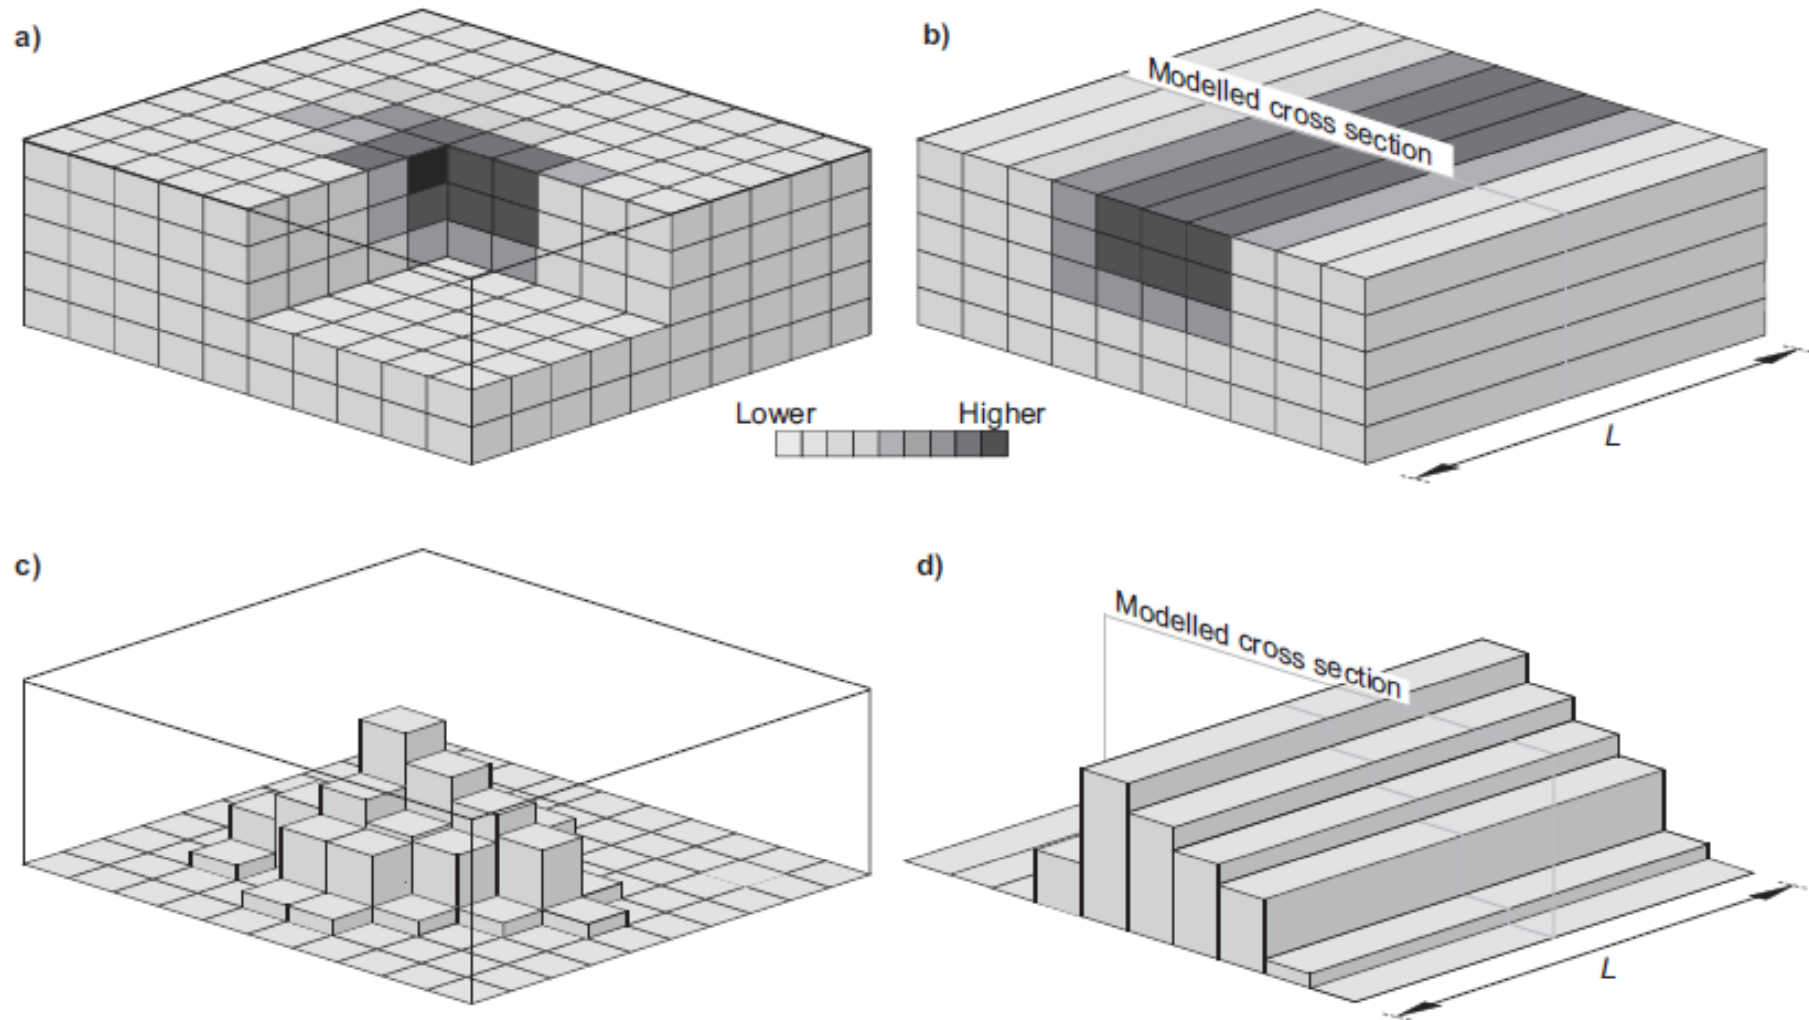 a)
b)
Modelled cross section
Lower Higher
L
c)
d)
Modelled cross section
L